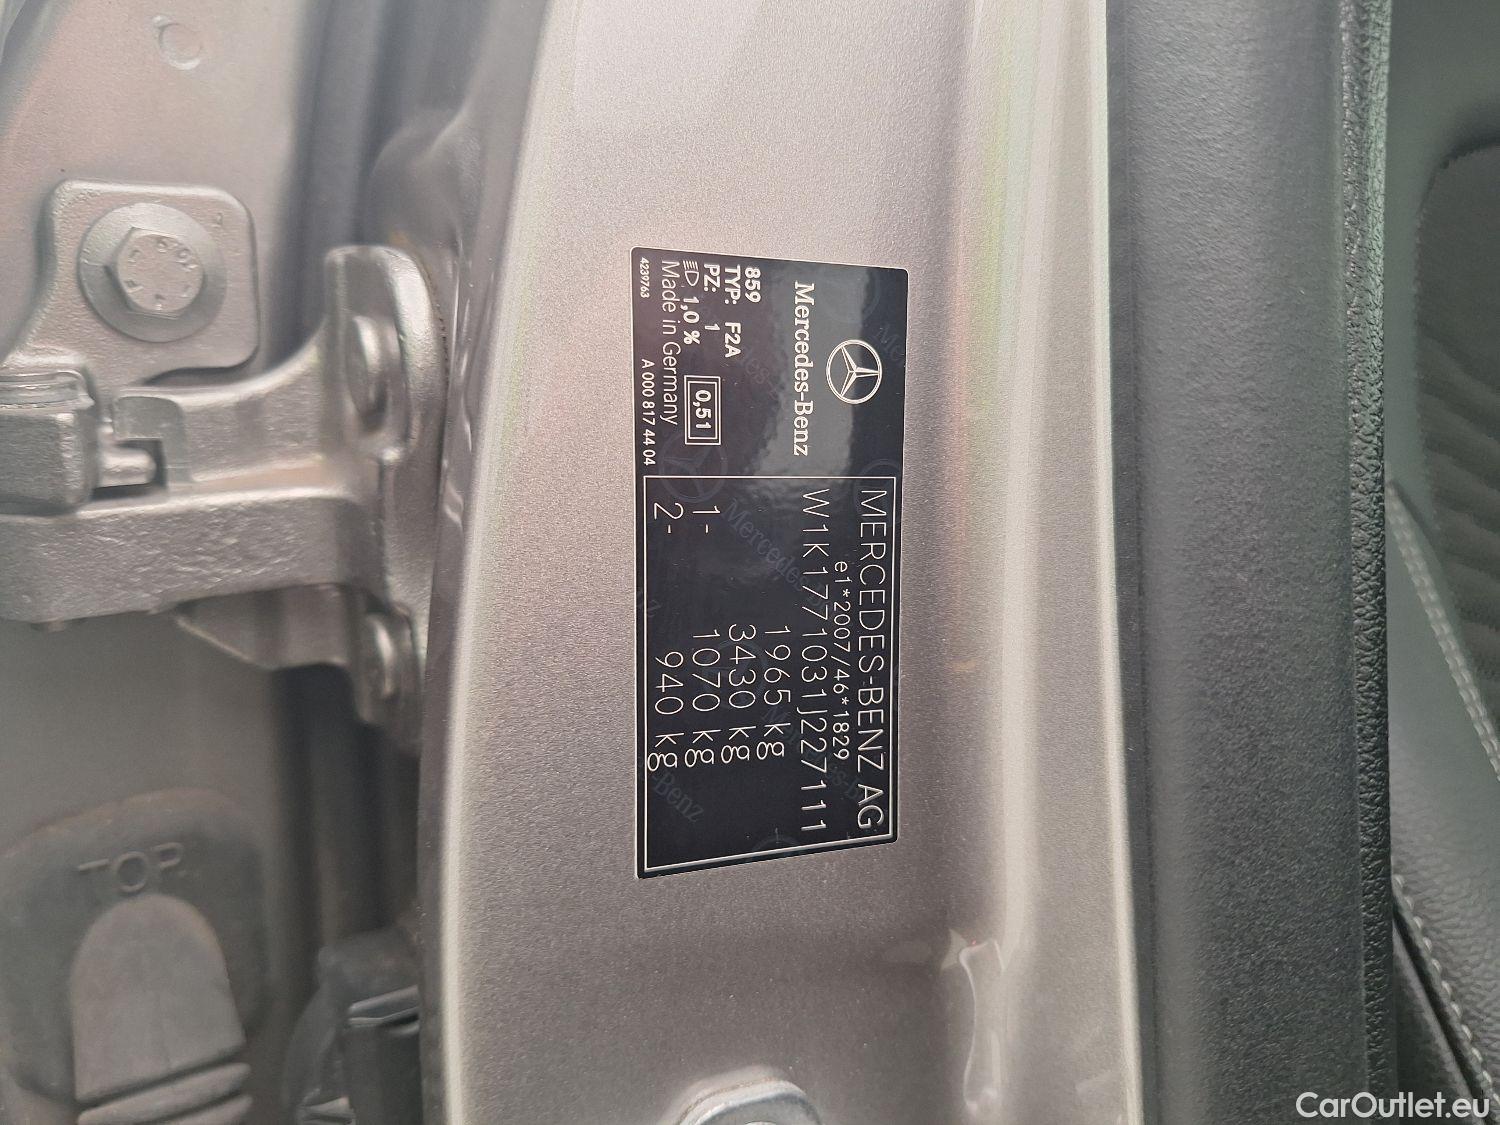 Mercedes-Benz
859
TYP: F2A
PZ: 1
0,51
1,0 %
Made in Germany
4239763 A 000 817 44 04
MERCEDES-BENZ AG
e1*2007/46*1829
W1K1771031J227111
1965 kg
3430 kg
1- 1070 kg
2- 940 kg
TOP
CarOutlet.eu